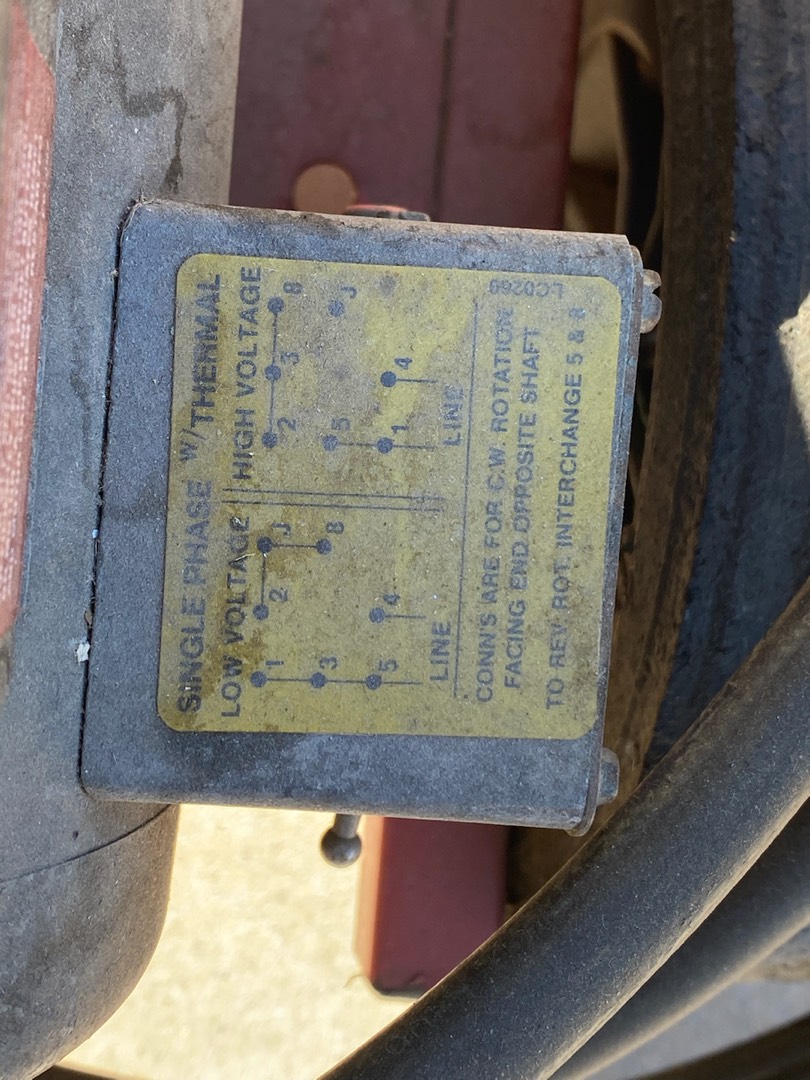 SINGLE PHASE W/THERMAL
LOW VOLTAGE HIGH VOLTAGE
1 2 J 2 3 8
3 8 5 J
5 4 1 4
LINE LINE
CONN'S ARE FOR C.W. ROTATION
FACING END OPPOSITE SHAFT
TO REV. ROT. INTERCHANGE 5 & 8